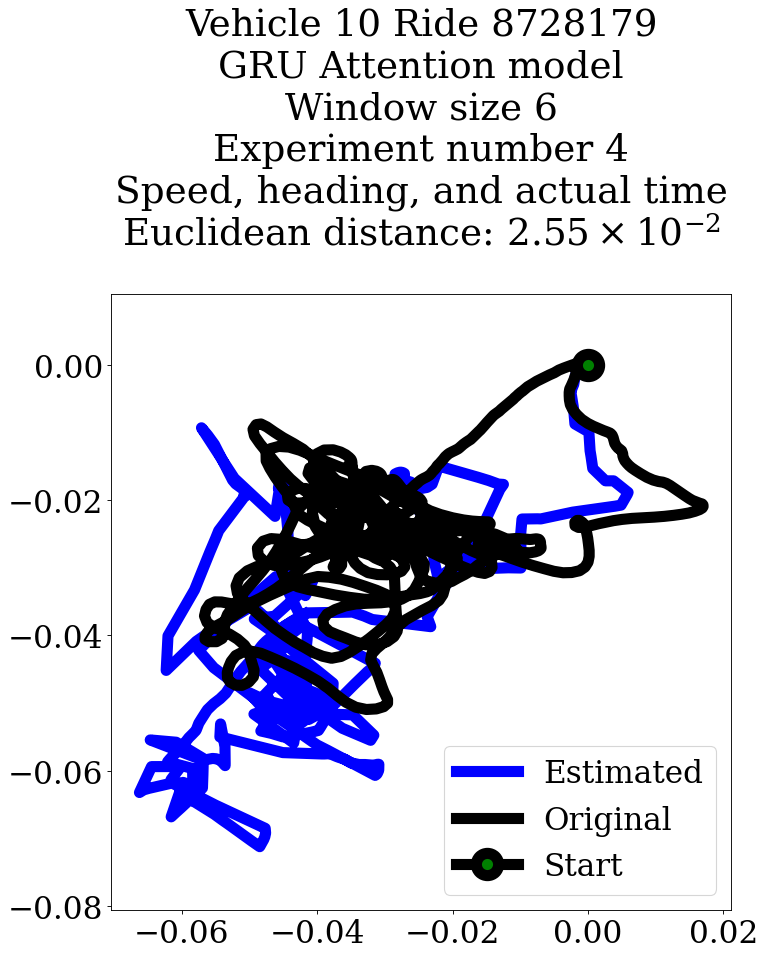 Vehicle 10 Ride 8728179
GRU Attention model
Window size 6
Experiment number 4
Speed, heading, and actual time
Euclidean distance: 2.55 × 10⁻²
0.00
−0.02
−0.04
−0.06
−0.08
Estimated
Original
Start
−0.06 −0.04 −0.02 0.00 0.02